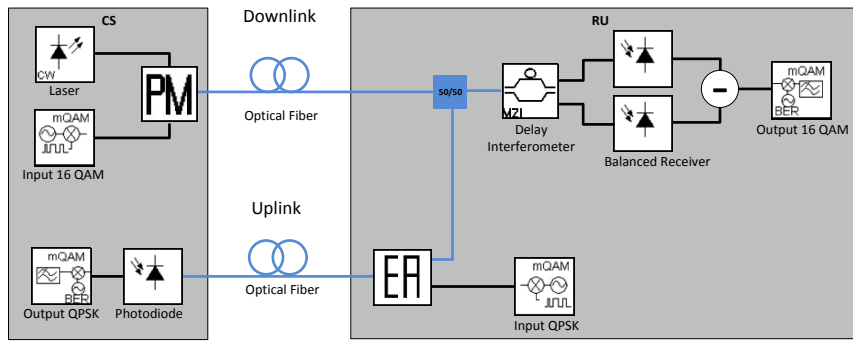 CS
Downlink
RU
CW
Laser
PM
Optical Fiber
50/50
MZI
Delay
Interferometer
Balanced Receiver
mQAM
BER
Output 16 QAM
mQAM
Input 16 QAM
Uplink
mQAM
BER
Output QPSK
Photodiode
Optical Fiber
EA
mQAM
Input QPSK